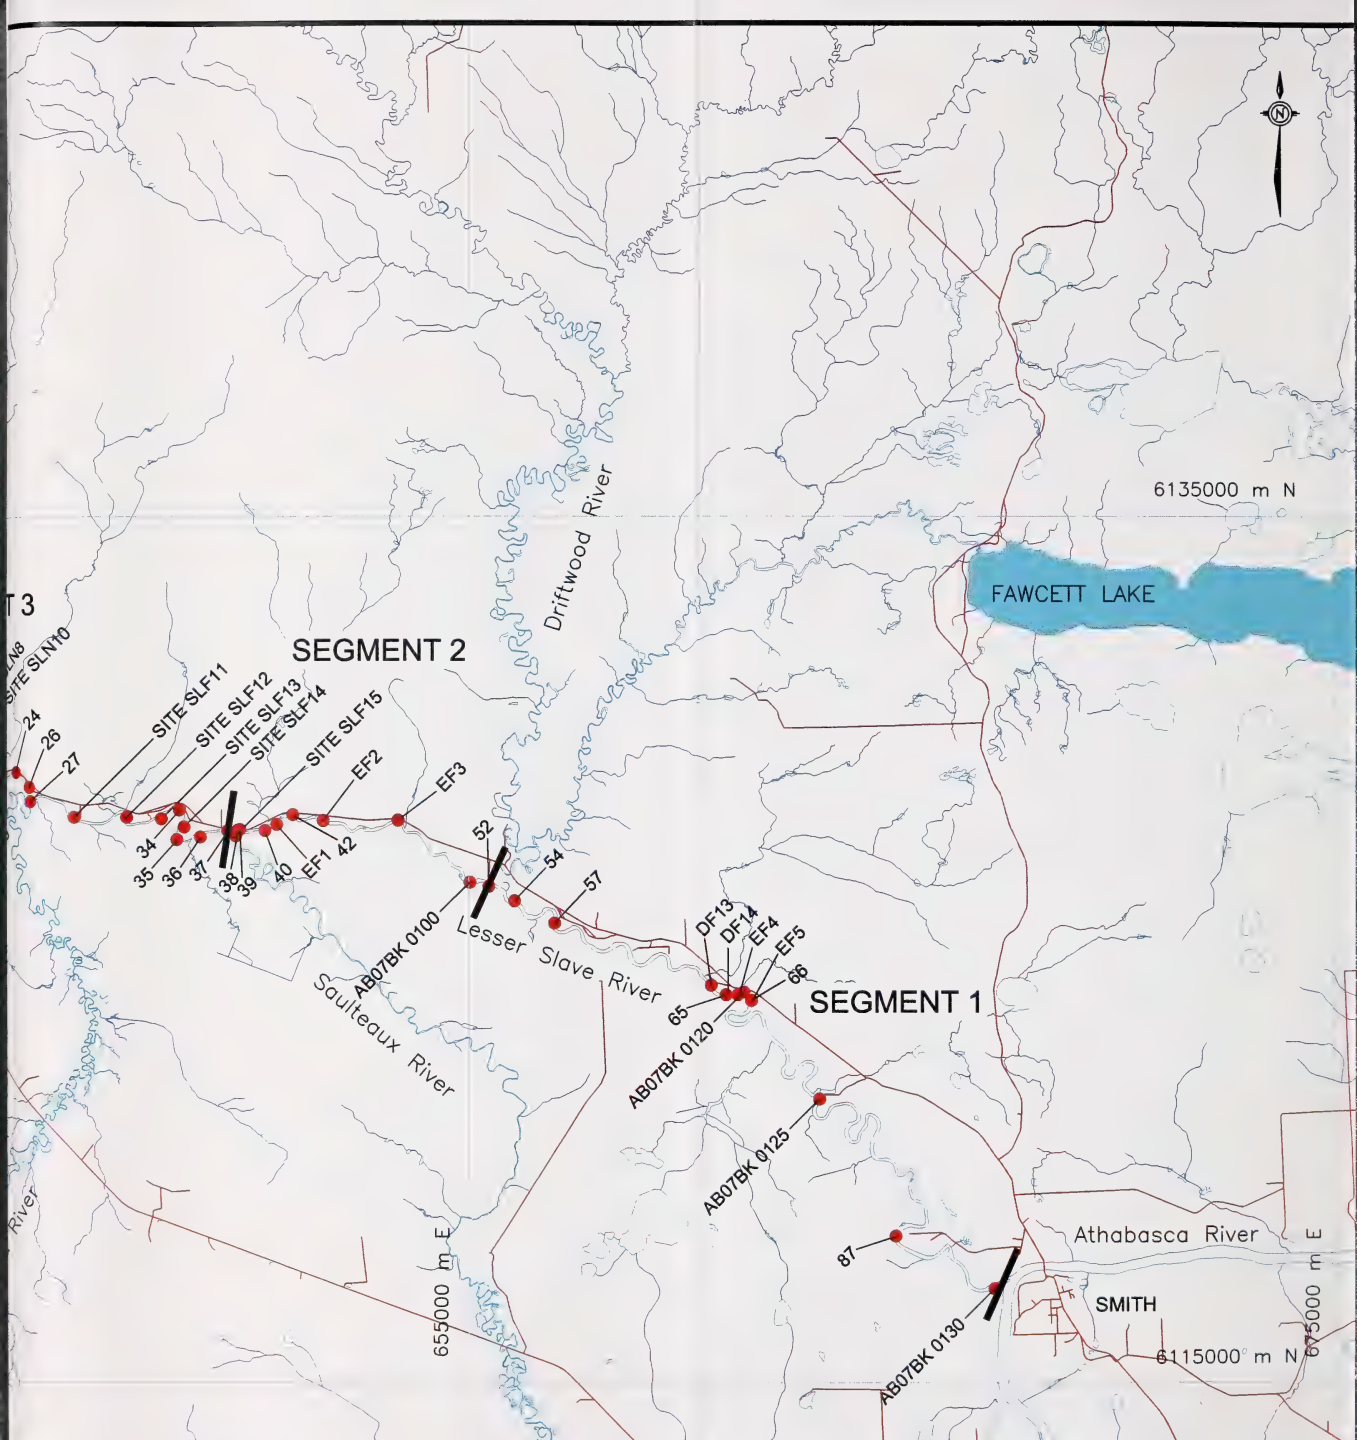 N
6135000 m N
Driftwood River
FAWCETT LAKE
T 3
SLN8
SITE SLN10
SEGMENT 2
SITE SLF11
SITE SLF12
SITE SLF13
SITE SLF14
SITE SLF15
24
26
27
EF2
EF3
34
35
36
37
38
39
40
EF1
42
52
54
57
AB07BK 0100
Lesser Slave River
Saulteaux River
DF13
DF14
EF4
EF5
66
65
SEGMENT 1
AB07BK 0120
AB07BK 0125
River
655000 m E
87
Athabasca River
675000 m E
SMITH
AB07BK 0130
6115000 m N